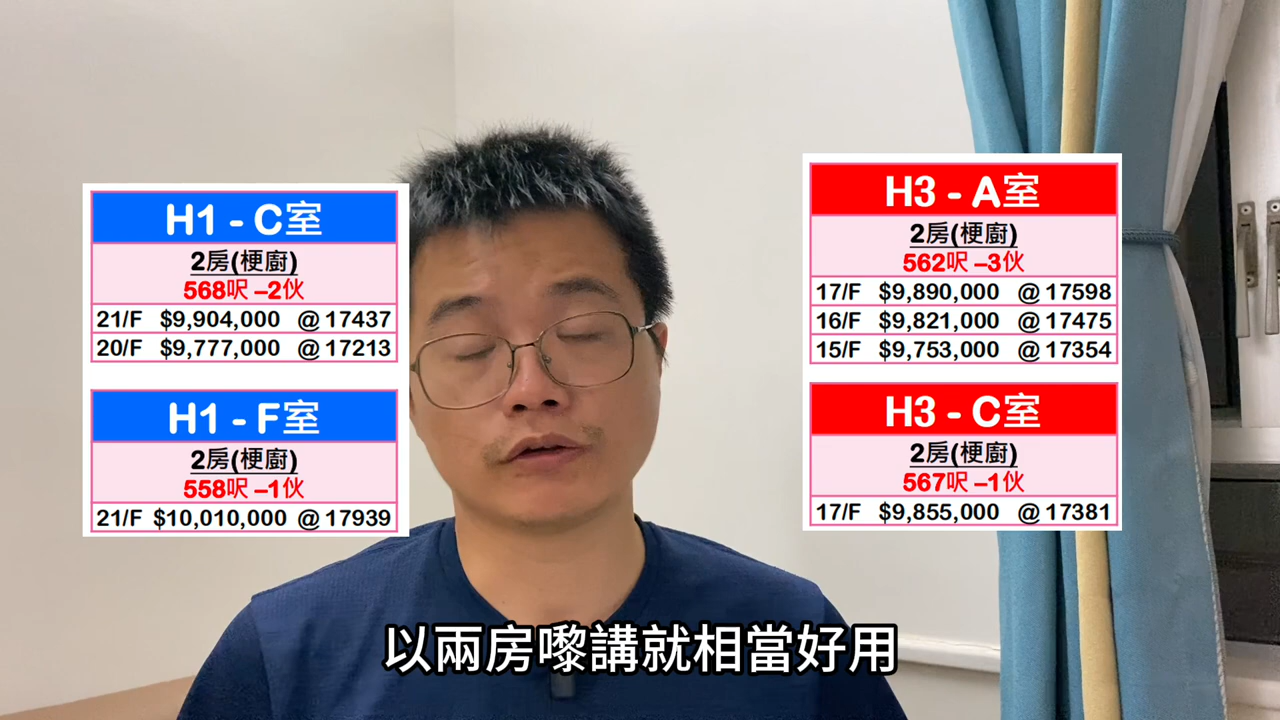 H1 - C室
2房(梗廚)
568呎 –2伙
21/F $9,904,000 @17437
20/F $9,777,000 @17213
H1 - F室
2房(梗廚)
558呎 –1伙
21/F $10,010,000 @17939
H3 - A室
2房(梗廚)
562呎 –3伙
17/F $9,890,000 @17598
16/F $9,821,000 @17475
15/F $9,753,000 @17354
H3 - C室
2房(梗廚)
567呎 –1伙
17/F $9,855,000 @17381
以兩房嚟講就相當好用